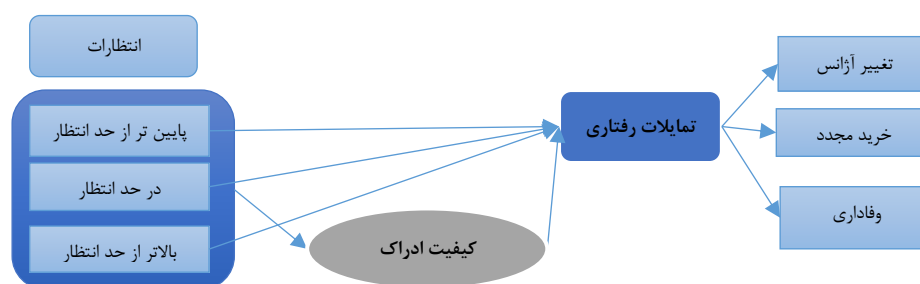 انتظارات
پایین تر از حد انتظار
در حد انتظار
بالاتر از حد انتظار
کیفیت ادراک
تمایلات رفتاری
تغییر آژانس
خرید مجدد
وفاداری